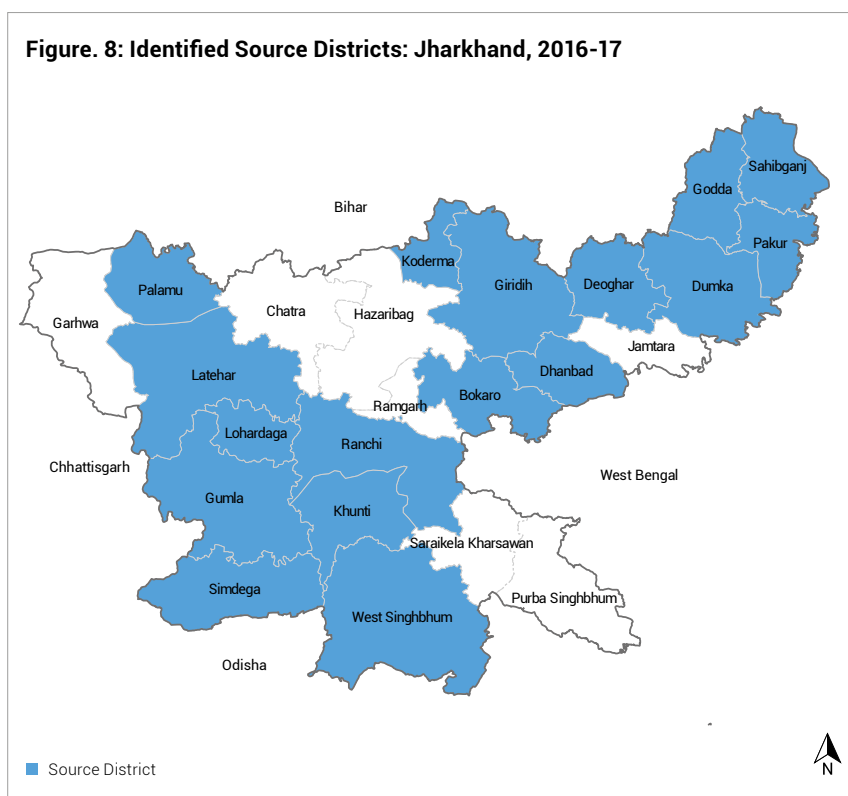 Figure. 8: Identified Source Districts: Jharkhand, 2016-17
Sahibganj
Godda
Bihar
Pakur
Koderma
Giridih
Deoghar
Dumka
Palamu
Chatra
Hazaribag
Garhwa
Jamtara
Latehar
Dhanbad
Bokaro
Ramgarh
Lohardaga
Ranchi
Chhattisgarh
West Bengal
Gumla
Khunti
Saraikela Kharsawan
Simdega
Purba Singhbhum
West Singhbhum
Odisha
Source District
N